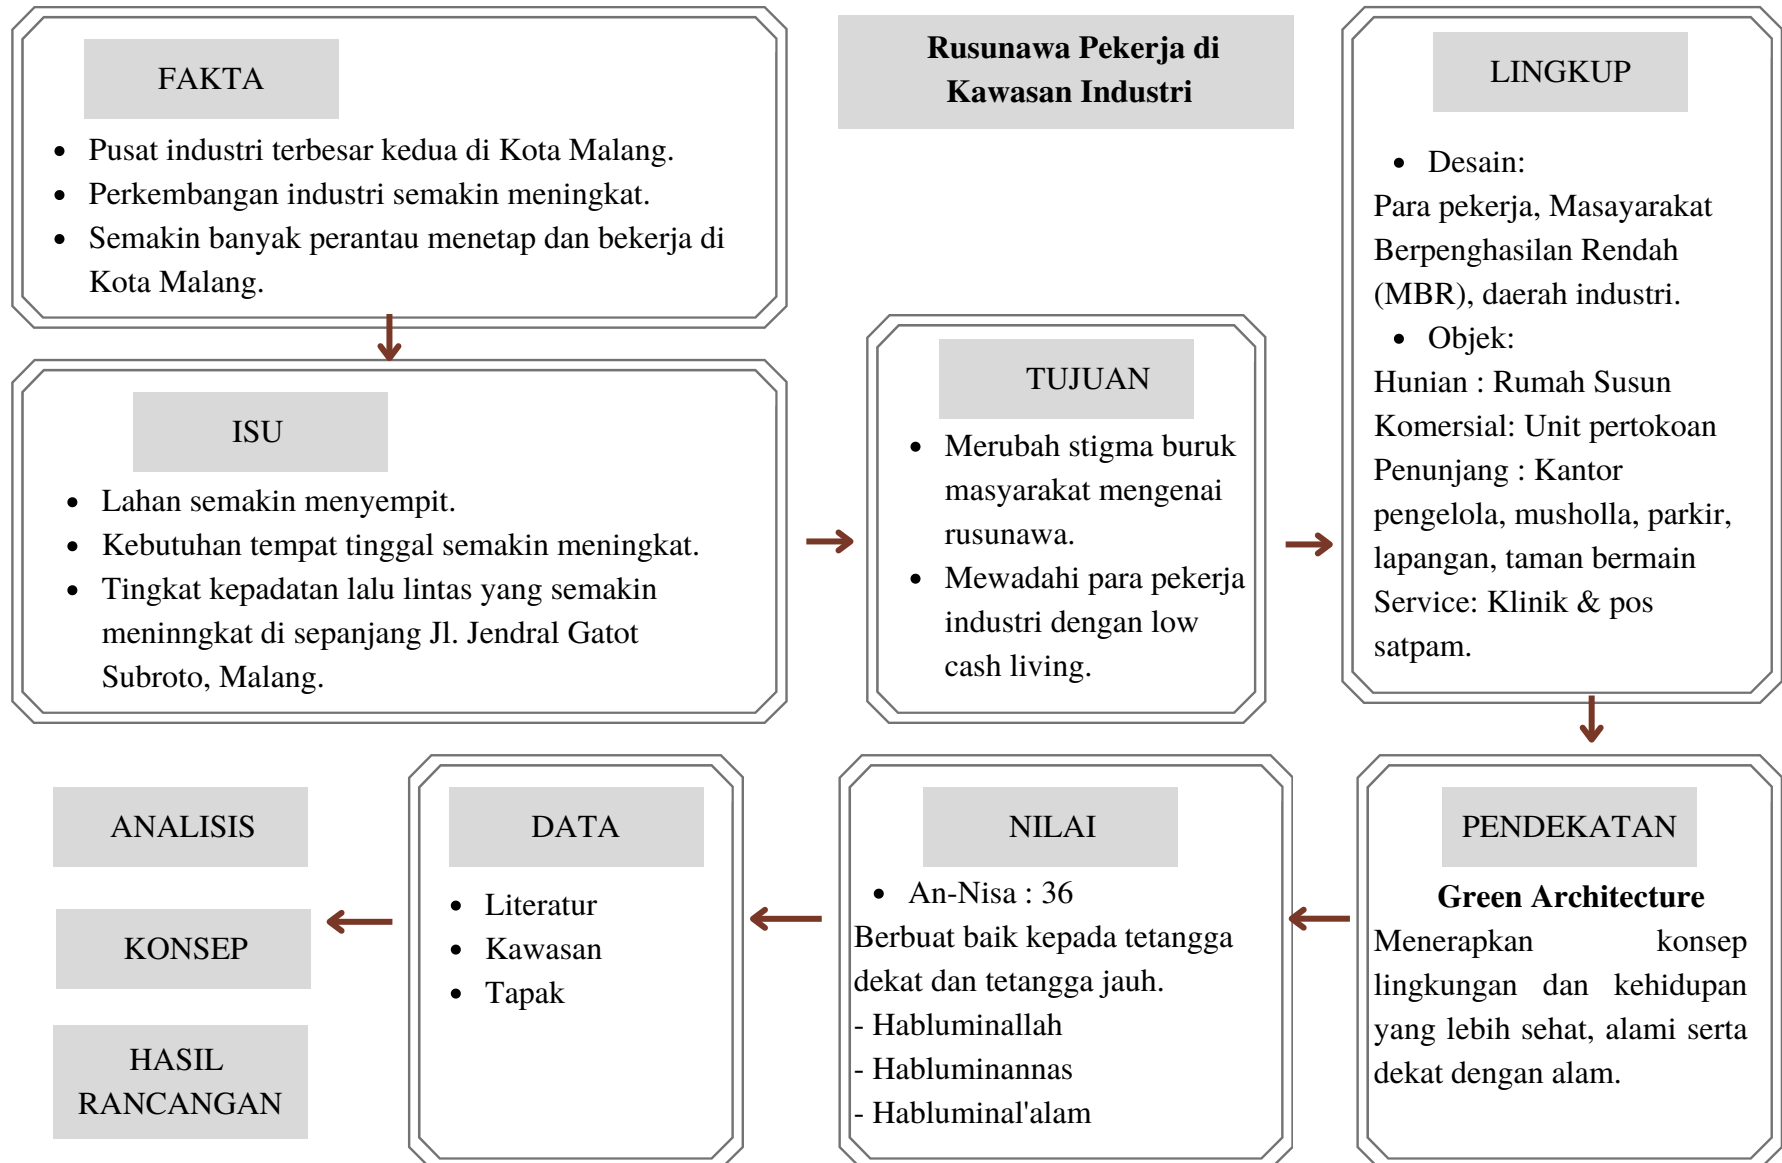 Rusunawa Pekerja di
Kawasan Industri
FAKTA
• Pusat industri terbesar kedua di Kota Malang.
• Perkembangan industri semakin meningkat.
• Semakin banyak perantau menetap dan bekerja di
Kota Malang.
ISU
• Lahan semakin menyempit.
• Kebutuhan tempat tinggal semakin meningkat.
• Tingkat kepadatan lalu lintas yang semakin
meninngkat di sepanjang Jl. Jendral Gatot
Subroto, Malang.
TUJUAN
• Merubah stigma buruk
masyarakat mengenai
rusunawa.
• Mewadahi para pekerja
industri dengan low
cash living.
LINGKUP
• Desain:
Para pekerja, Masayarakat
Berpenghasilan Rendah
(MBR), daerah industri.
• Objek:
Hunian : Rumah Susun
Komersial: Unit pertokoan
Penunjang : Kantor
pengelola, musholla, parkir,
lapangan, taman bermain
Service: Klinik & pos
satpam.
PENDEKATAN
Green Architecture
Menerapkan konsep
lingkungan dan kehidupan
yang lebih sehat, alami serta
dekat dengan alam.
NILAI
• An-Nisa : 36
Berbuat baik kepada tetangga
dekat dan tetangga jauh.
- Habluminallah
- Habluminannas
- Habluminal'alam
DATA
• Literatur
• Kawasan
• Tapak
ANALISIS
KONSEP
HASIL
RANCANGAN